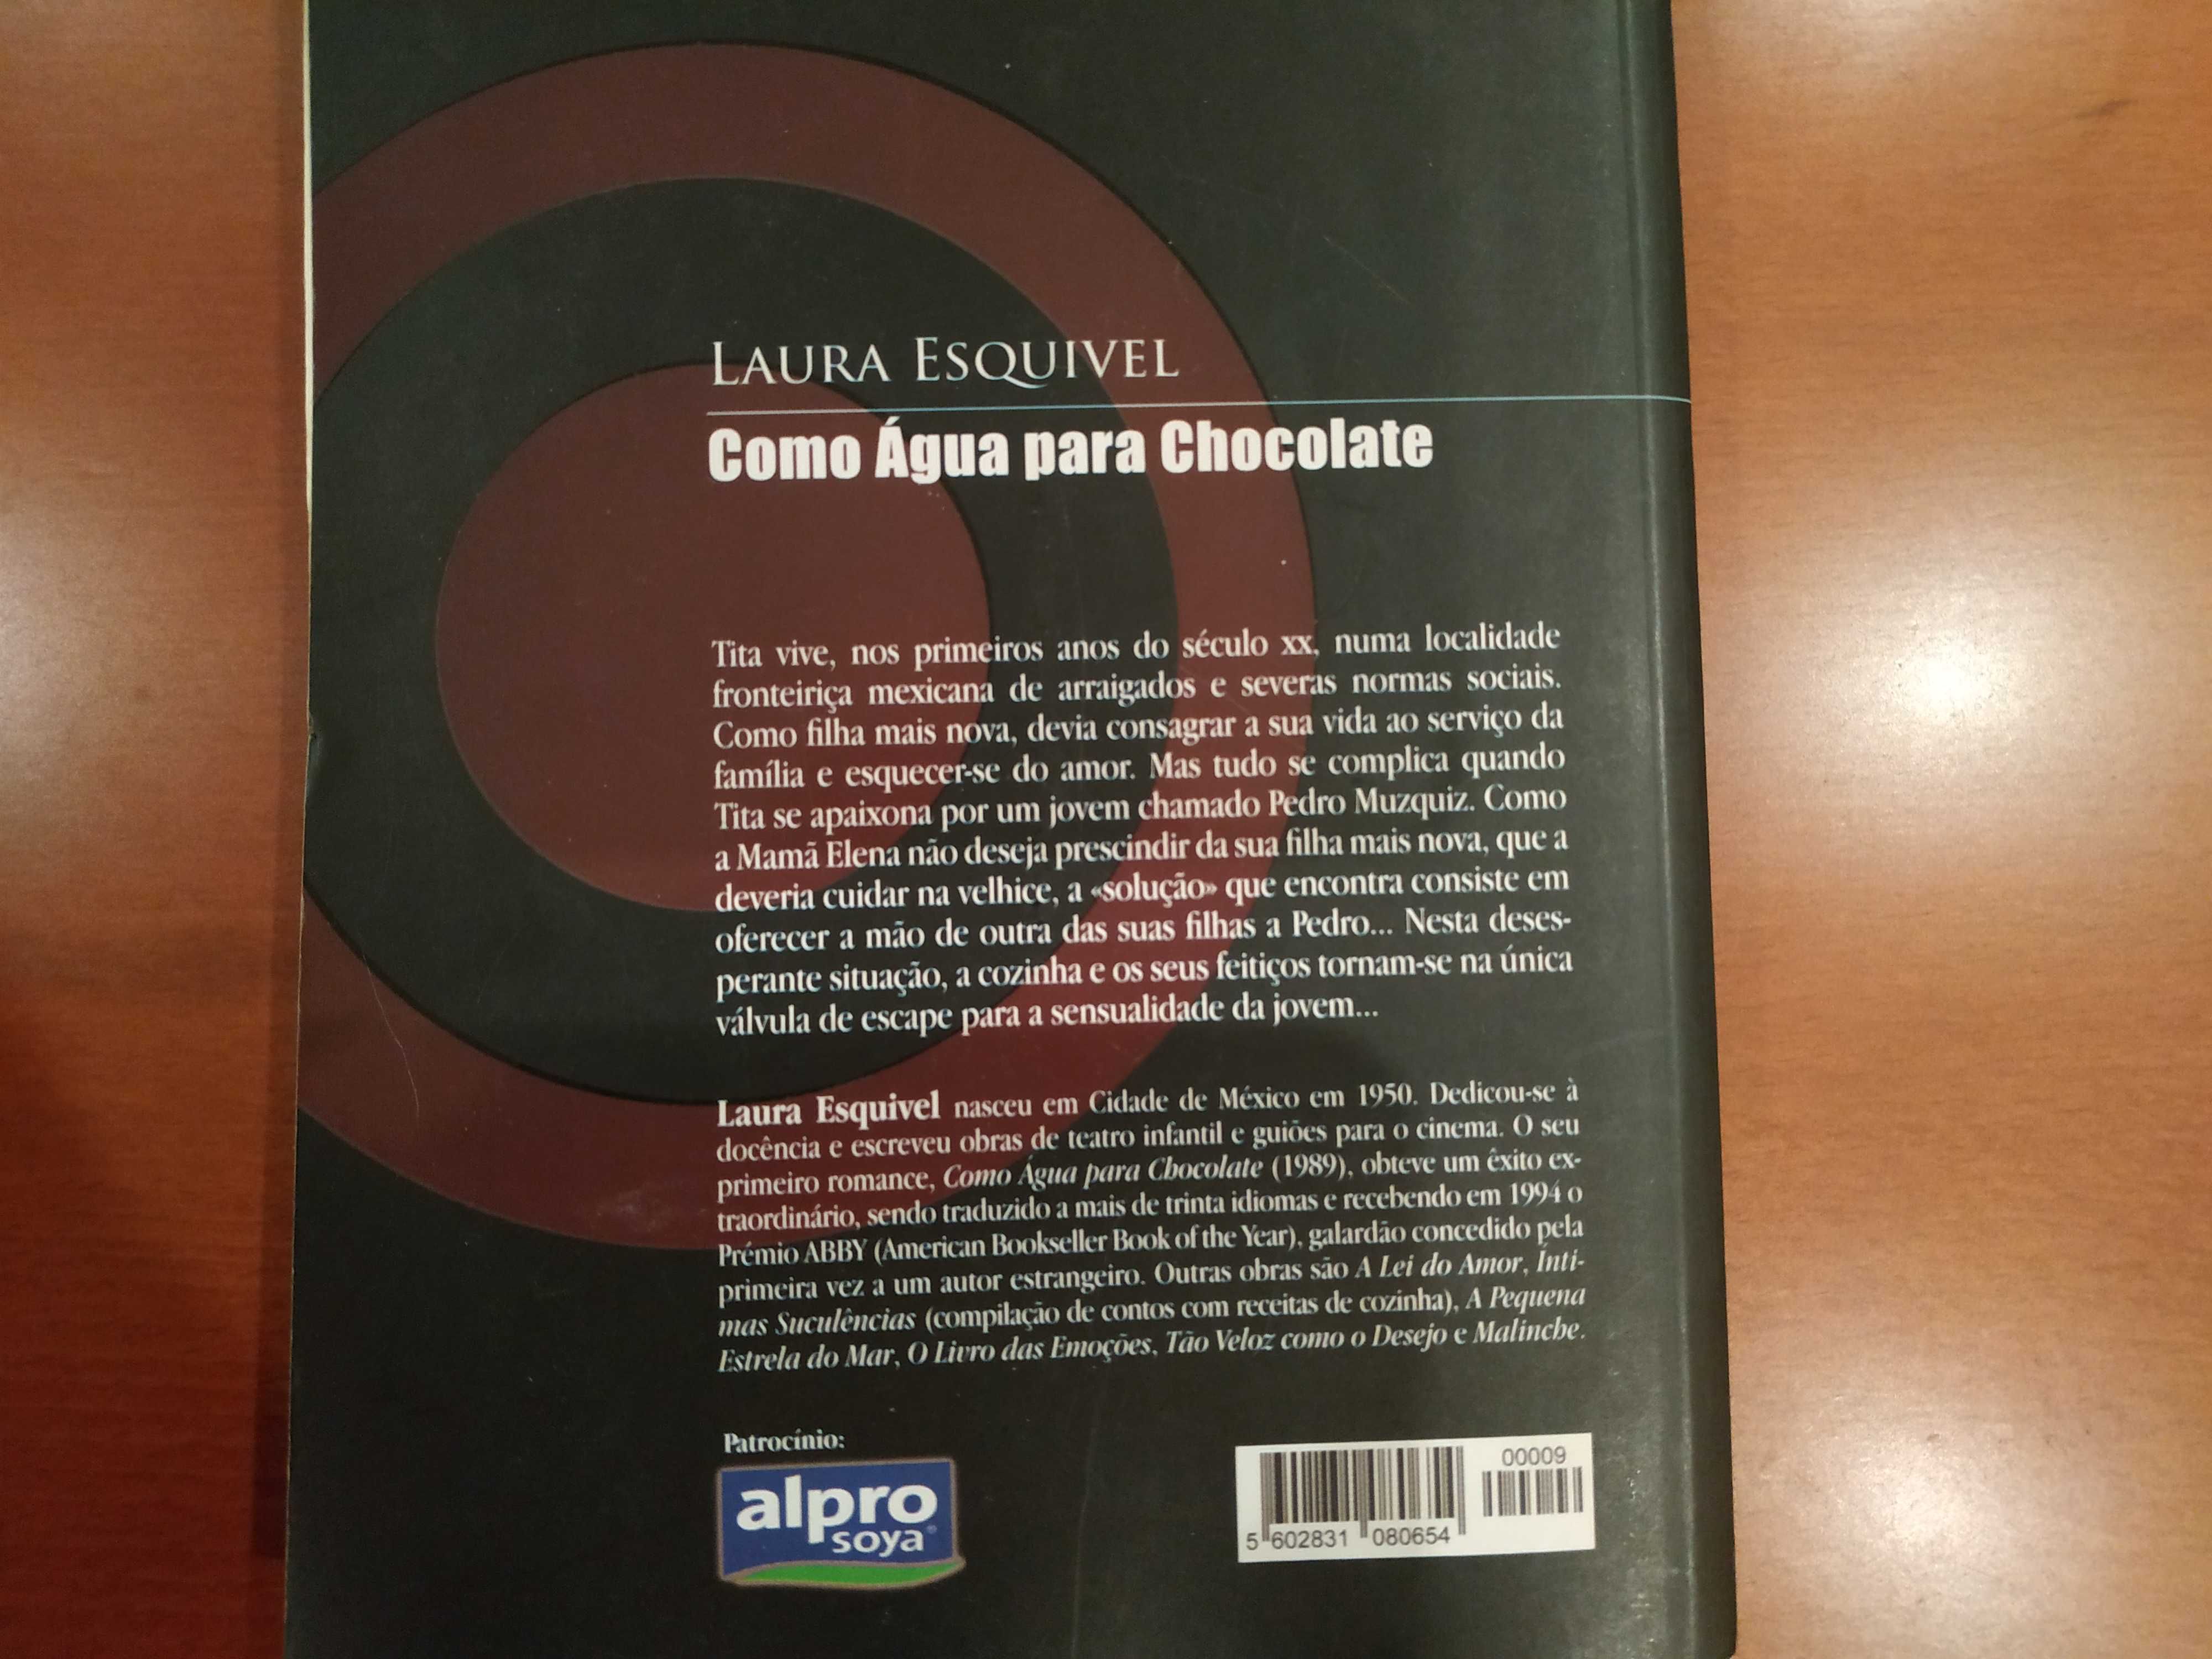 LAURA ESQUIVEL
Como Água para Chocolate
Tita vive, nos primeiros anos do século XX, numa localidade
fronteiriça mexicana de arraigados e severas normas sociais.
Como filha mais nova, devia consagrar a sua vida ao serviço da
família e esquecer-se do amor. Mas tudo se complica quando
Tita se apaixona por um jovem chamado Pedro Muzquiz. Como
a Mamã Elena não deseja prescindir da sua filha mais nova, que a
deveria cuidar na velhice, a «solução» que encontra consiste em
oferecer a mão de outra das suas filhas a Pedro... Nesta deses-
perante situação, a cozinha e os seus feitiços tornam-se na única
válvula de escape para a sensualidade da jovem...
Laura Esquivel nasceu em Cidade de México em 1950. Dedicou-se à
docência e escreveu obras de teatro infantil e guiões para o cinema. O seu
primeiro romance, Como Água para Chocolate (1989), obteve um êxito ex-
traordinário, sendo traduzido a mais de trinta idiomas e recebendo em 1994 o
Prémio ABBY (American Bookseller Book of the Year), galardão concedido pela
primeira vez a um autor estrangeiro. Outras obras são A Lei do Amor, Ínti-
mas Suculências (compilação de contos com receitas de cozinha), A Pequena
Estrela do Mar, O Livro das Emoções, Tão Veloz como o Desejo e Malinche.
Patrocínio:
alpro
soya®
00009
5 602831 080654